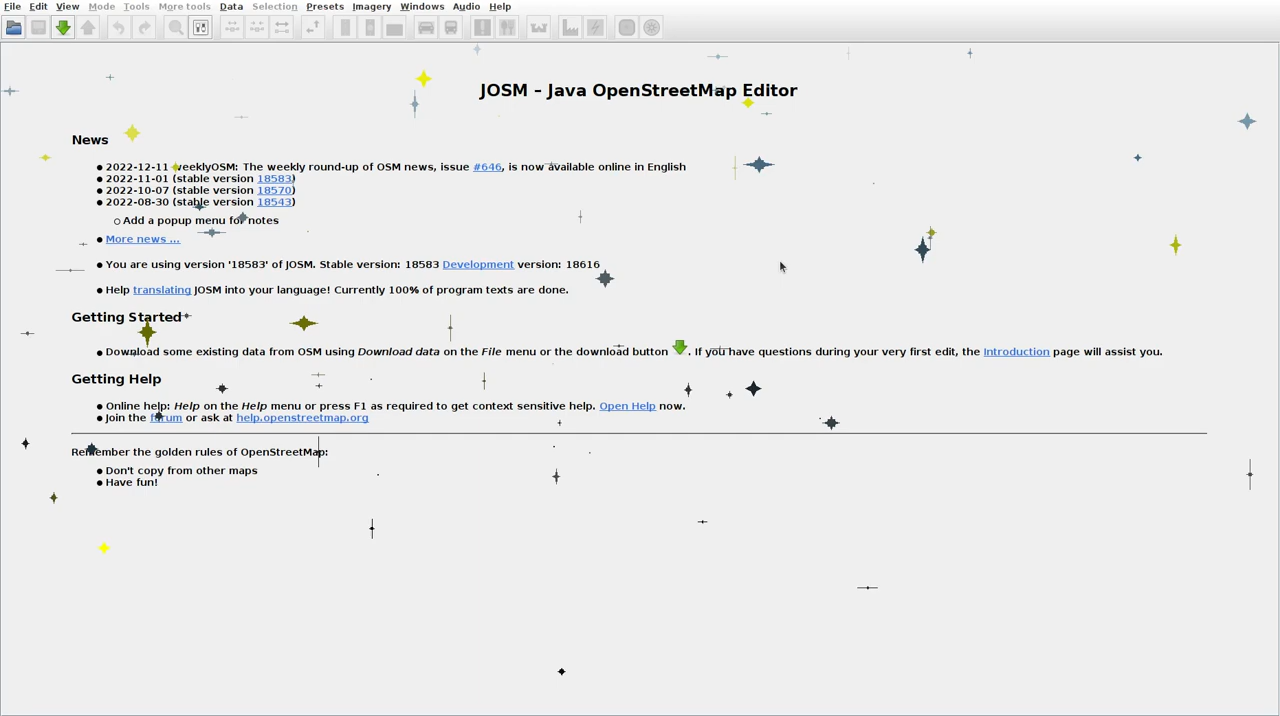 File Edit View Mode Tools More tools Data Selection Presets Imagery Windows Audio Help
JOSM – Java OpenStreetMap Editor
News
2022-12-11 weeklyOSM: The weekly round-up of OSM news, issue #646, is now available online in English
2022-11-01 (stable version 18583)
2022-10-07 (stable version 18570)
2022-08-30 (stable version 18543)
Add a popup menu for notes
More news ...
You are using version '18583' of JOSM. Stable version: 18583 Development version: 18616
Help translating JOSM into your language! Currently 100% of program texts are done.
Getting Started
Download some existing data from OSM using Download data on the File menu or the download button . If you have questions during your very first edit, the Introduction page will assist you.
Getting Help
Online help: Help on the Help menu or press F1 as required to get context sensitive help. Open Help now.
Join the forum or ask at help.openstreetmap.org
Remember the golden rules of OpenStreetMap:
Don't copy from other maps
Have fun!